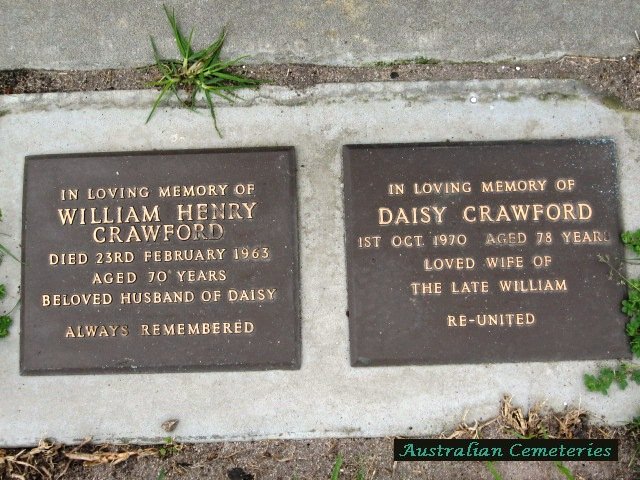 IN LOVING MEMORY OF
WILLIAM HENRY
CRAWFORD
DIED 23RD FEBRUARY 1963
AGED 70 YEARS
BELOVED HUSBAND OF DAISY
ALWAYS REMEMBERED
IN LOVING MEMORY OF
DAISY CRAWFORD
1ST OCT. 1970 AGED 78 YEARS
LOVED WIFE OF
THE LATE WILLIAM
RE-UNITED
Australian Cemeteries